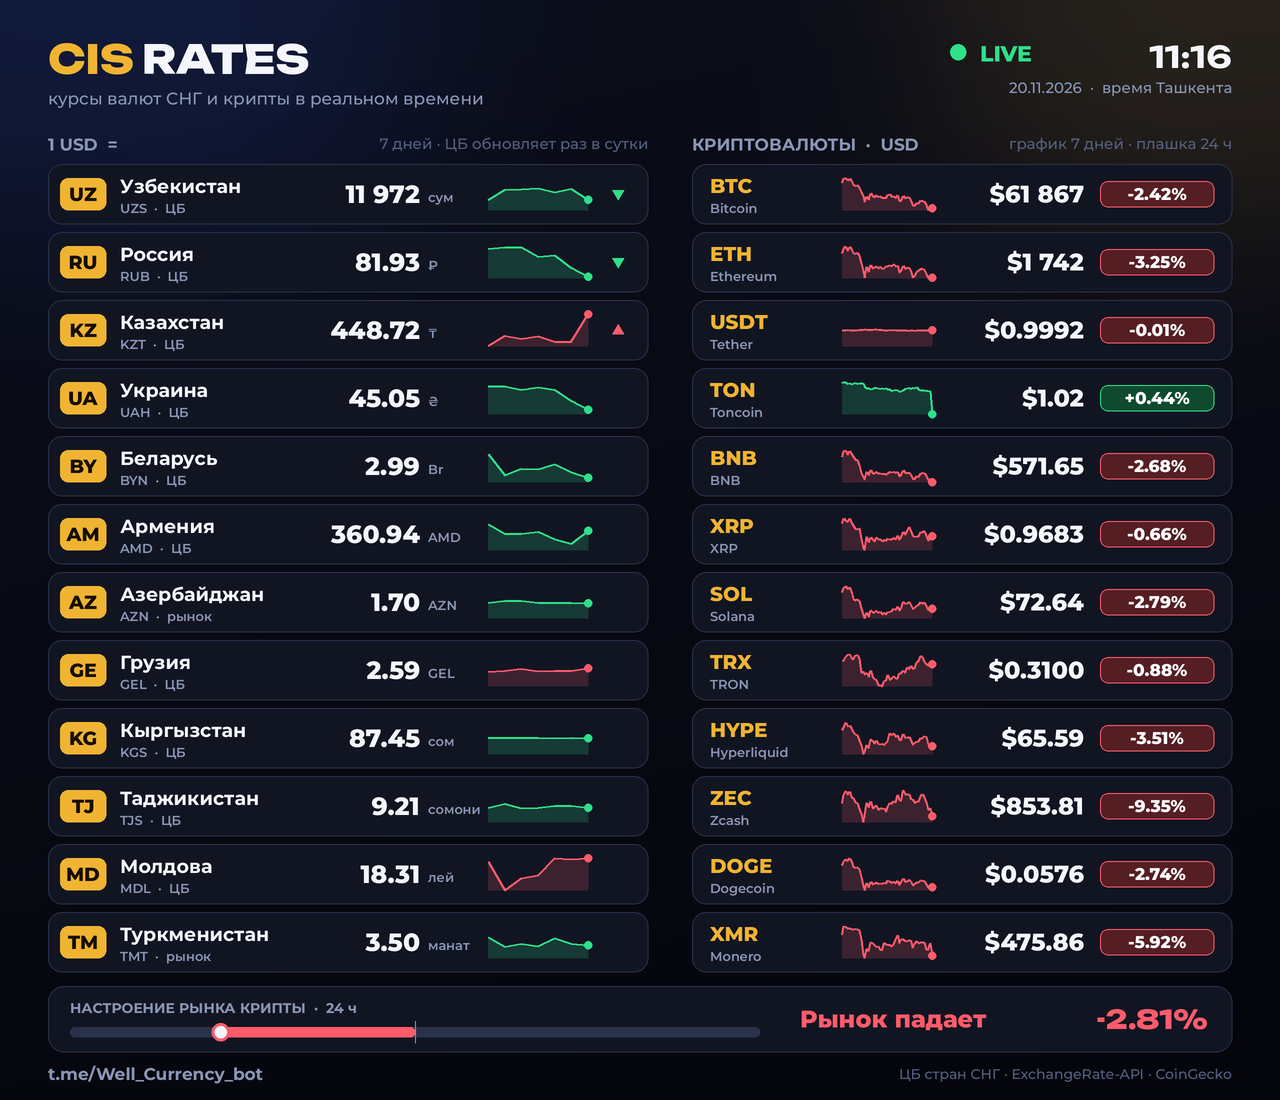 CIS RATES
курсы валют СНГ и крипты в реальном времени
LIVE
11:16
20.11.2026 · время Ташкента
1 USD =
7 дней · ЦБ обновляет раз в сутки
UZ Узбекистан 11 972 сум
UZS · ЦБ
RU Россия 81.93 ₽
RUB · ЦБ
KZ Казахстан 448.72 ₸
KZT · ЦБ
UA Украина 45.05 ₴
UAH · ЦБ
BY Беларусь 2.99 Br
BYN · ЦБ
AM Армения 360.94 AMD
AMD · ЦБ
AZ Азербайджан 1.70 AZN
AZN · рынок
GE Грузия 2.59 GEL
GEL · ЦБ
KG Кыргызстан 87.45 сом
KGS · ЦБ
TJ Таджикистан 9.21 сомони
TJS · ЦБ
MD Молдова 18.31 лей
MDL · ЦБ
TM Туркменистан 3.50 манат
TMT · рынок
КРИПТОВАЛЮТЫ · USD
график 7 дней · плашка 24 ч
BTC $61 867 -2.42%
Bitcoin
ETH $1 742 -3.25%
Ethereum
USDT $0.9992 -0.01%
Tether
TON $1.02 +0.44%
Toncoin
BNB $571.65 -2.68%
BNB
XRP $0.9683 -0.66%
XRP
SOL $72.64 -2.79%
Solana
TRX $0.3100 -0.88%
TRON
HYPE $65.59 -3.51%
Hyperliquid
ZEC $853.81 -9.35%
Zcash
DOGE $0.0576 -2.74%
Dogecoin
XMR $475.86 -5.92%
Monero
НАСТРОЕНИЕ РЫНКА КРИПТЫ · 24 ч
Рынок падает -2.81%
t.me/Well_Currency_bot
ЦБ стран СНГ · ExchangeRate-API · CoinGecko